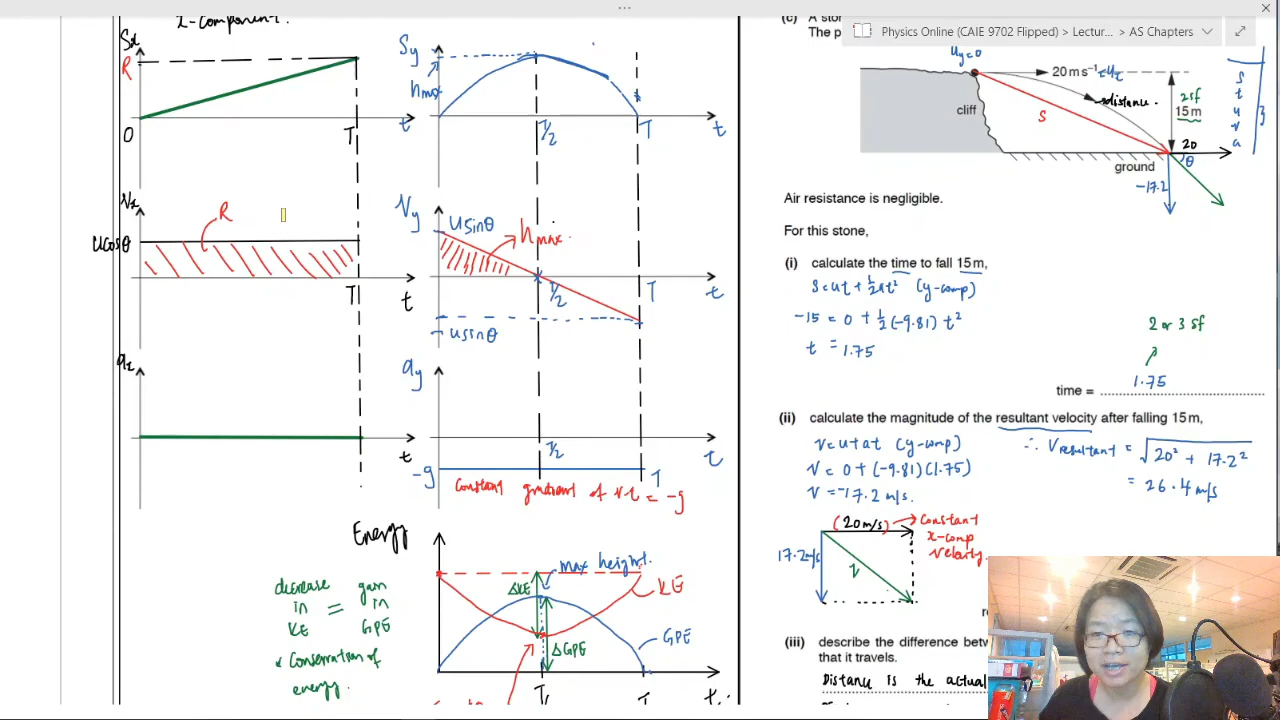 x-component.
Sx
R
O
T
t
Sy
hmax
T/2
T
t
Vx
ucosθ
R
T
t
Vy
usinθ
hmax.
T/2
T
t
-usinθ
ax
t
ay
-g
T/2
T
t
Constant gradient of vt = -g
Energy
decrease gain
in = in
KE GPE
* Conservation of
energy.
ΔKE
max height.
KE
ΔGPE
GPE
t
Physics Online (CAIE 9702 Flipped) > Lectur... > AS Chapters
(c) A sto
The p
uy=0
20 m s⁻¹ = ux
distance.
cliff
S
2sf
15 m
20
θ
ground
-17.2
s
t
u
v
a
Air resistance is negligible.
For this stone,
(i) calculate the time to fall 15 m,
s = ut + ½at² (y-comp)
-15 = 0 + ½(-9.81)t²
t = 1.75
2 or 3 sf
1.75
time =
(ii) calculate the magnitude of the resultant velocity after falling 15 m,
v = u + at (y-comp)
v = 0 + (-9.81)(1.75)
v = -17.2 m/s.
∴ Vresultant = √20² + 17.2²
= 26.4 m/s
(20m/s)
constant
x-comp
velocity.
17.2m/s
v
(iii) describe the difference betw
that it travels.
Distance is the actual